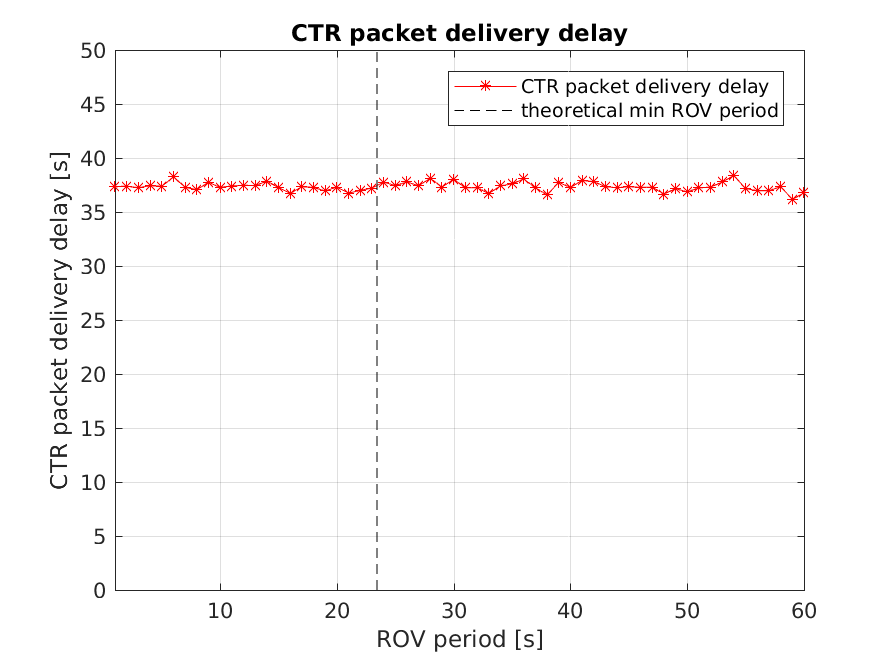 CTR packet delivery delay
CTR packet delivery delay
theoretical min ROV period
CTR packet delivery delay [s]
50
45
40
35
30
25
20
15
10
5
0
10 20 30 40 50 60
ROV period [s]